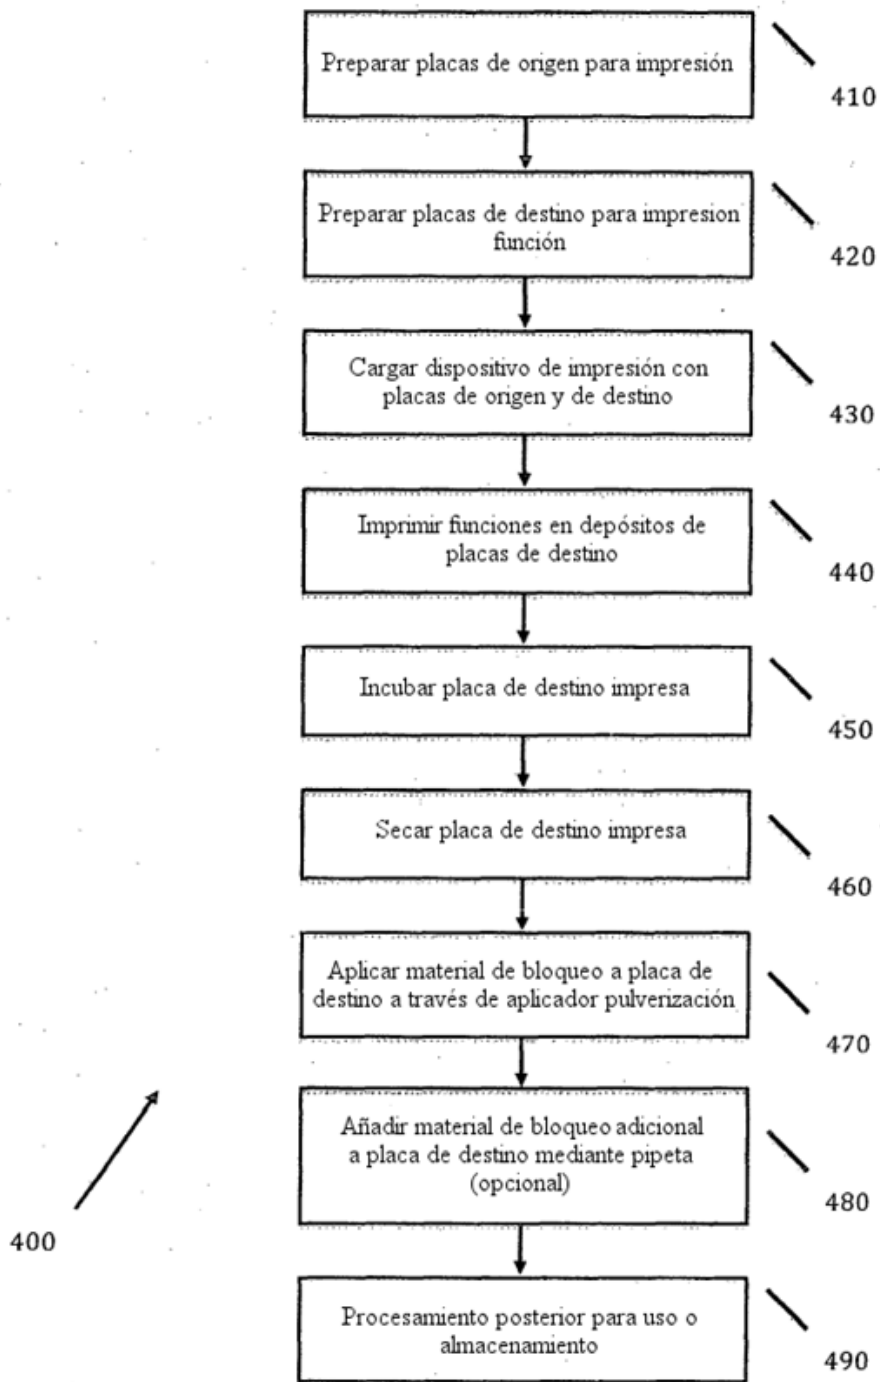 Preparar placas de origen para impresión
410
Preparar placas de destino para impresion
función
420
Cargar dispositivo de impresión con
placas de origen y de destino
430
Imprimir funciones en depósitos de
placas de destino
440
Incubar placa de destino impresa
450
Secar placa de destino impresa
460
Aplicar material de bloqueo a placa de
destino a través de aplicador pulverización
470
Añadir material de bloqueo adicional
a placa de destino mediante pipeta
(opcional)
480
400
Procesamiento posterior para uso o
almacenamiento
490